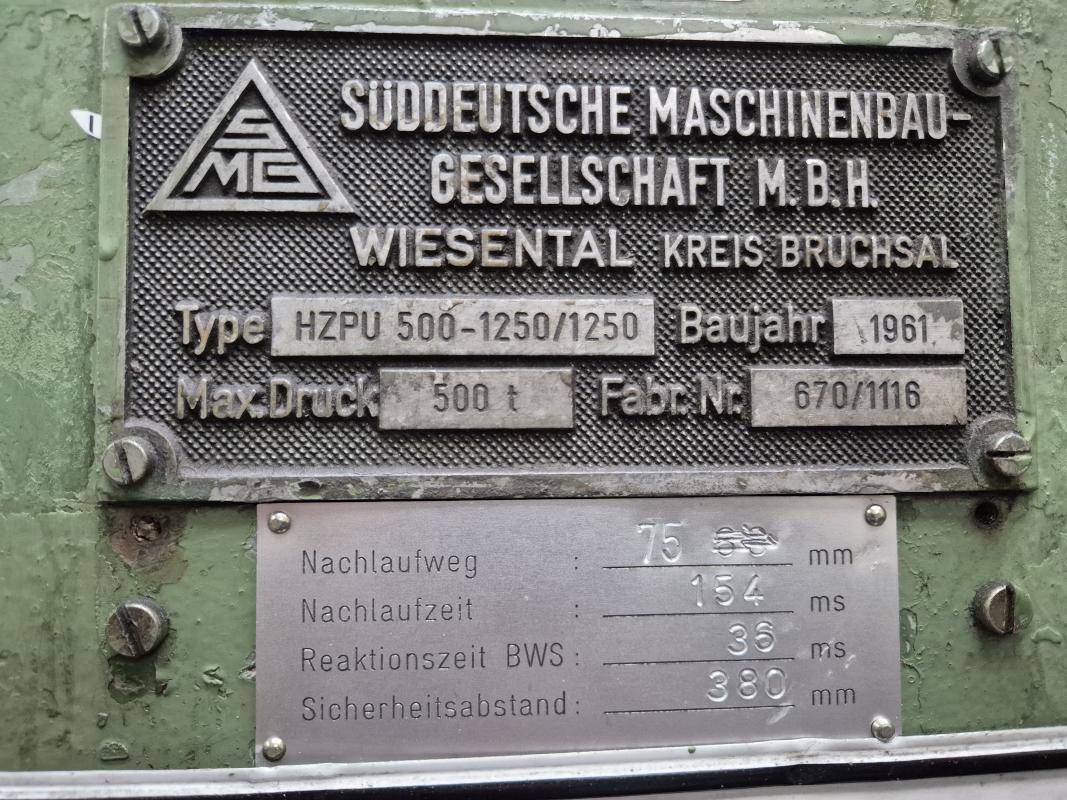 SMG
SÜDDEUTSCHE MASCHINENBAU-
GESELLSCHAFT M.B.H.
WIESENTAL KREIS BRUCHSAL
Type HZPU 500-1250/1250 Baujahr 1961
Max.Druck 500 t Fabr.Nr. 670/1116
Nachlaufweg : 75 mm
Nachlaufzeit : 154 ms
Reaktionszeit BWS : 36 ms
Sicherheitsabstand : 380 mm